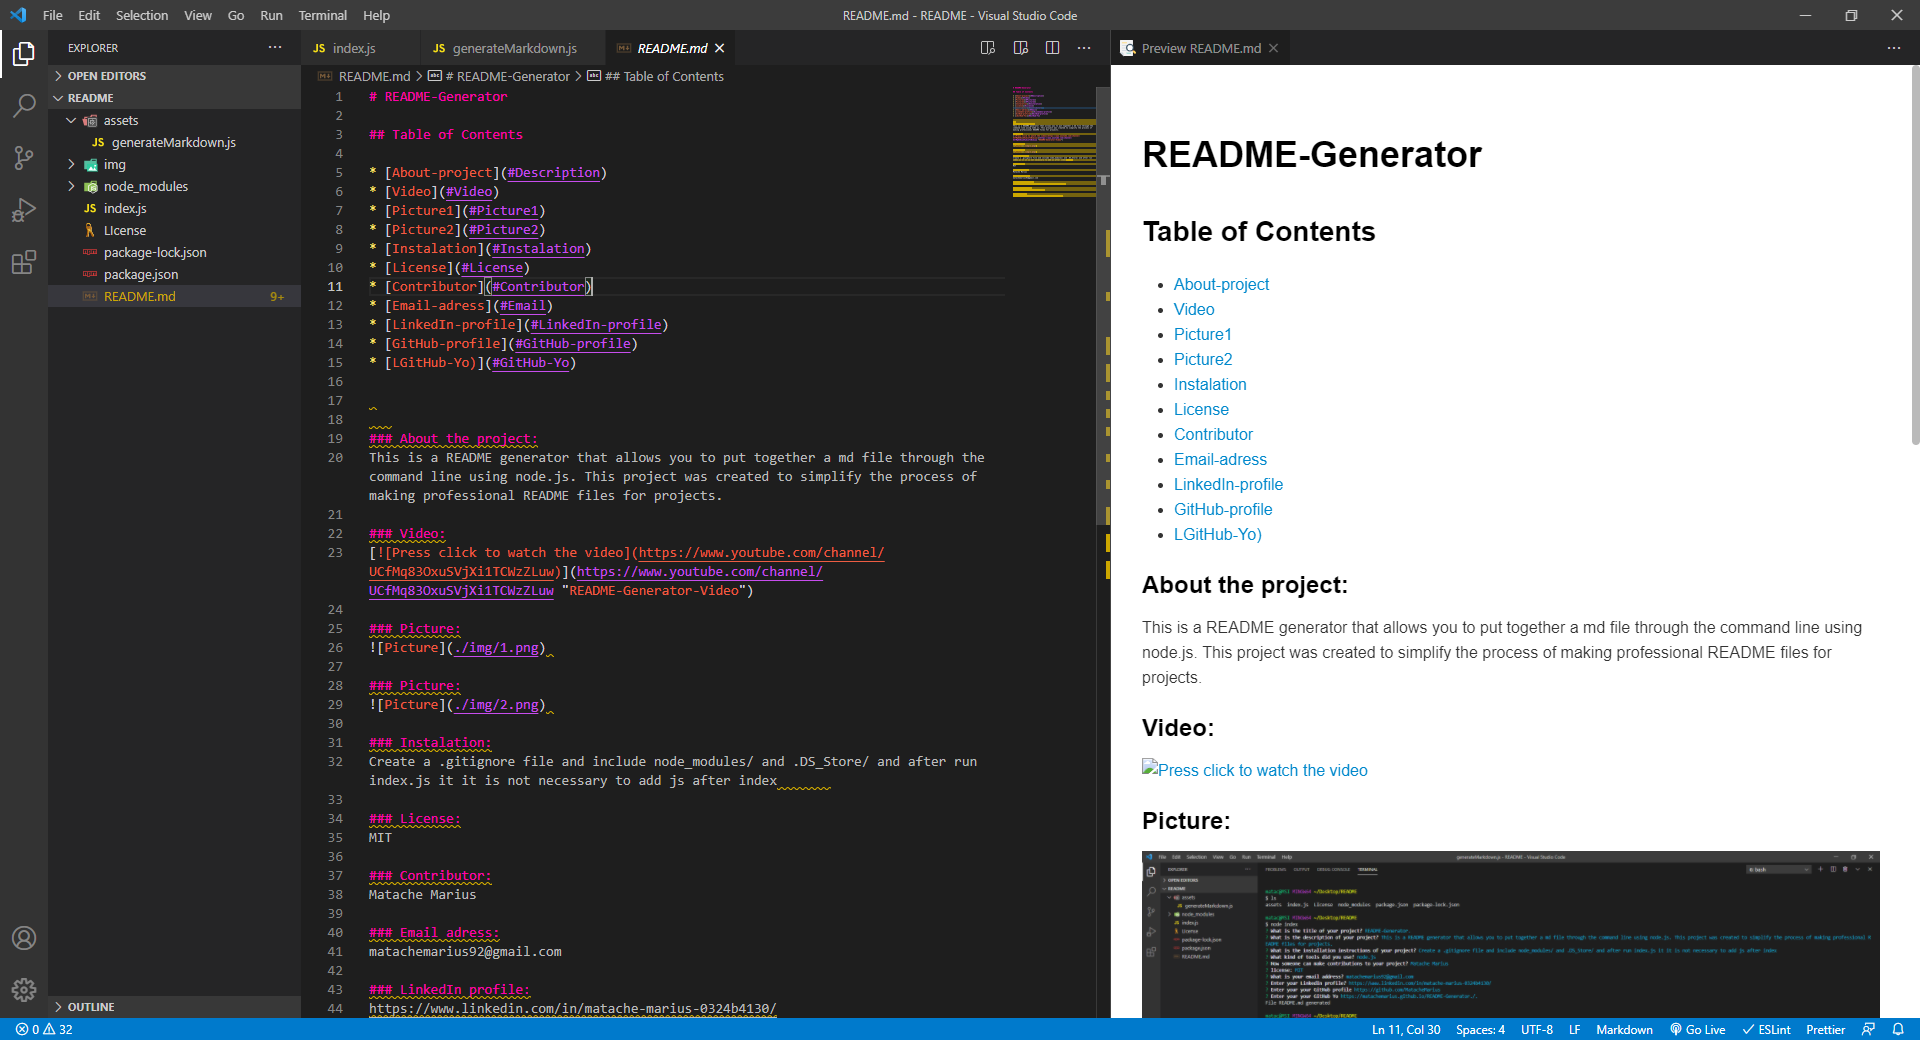 File Edit Selection View Go Run Terminal Help
README.md - README - Visual Studio Code
EXPLORER
OPEN EDITORS
README
assets
JS generateMarkdown.js
img
node_modules
JS index.js
LIcense
package-lock.json
package.json
README.md 9+
OUTLINE
JS index.js
JS generateMarkdown.js
README.md
README.md > # README-Generator > ## Table of Contents
1 # README-Generator
2
3 ## Table of Contents
4
5 * [About-project](#Description)
6 * [Video](#Video)
7 * [Picture1](#Picture1)
8 * [Picture2](#Picture2)
9 * [Instalation](#Instalation)
10 * [License](#License)
11 * [Contributor](#Contributor)
12 * [Email-adress](#Email)
13 * [LinkedIn-profile](#LinkedIn-profile)
14 * [GitHub-profile](#GitHub-profile)
15 * [LGitHub-Yo)](#GitHub-Yo)
16
17
18
19 ### About the project:
20 This is a README generator that allows you to put together a md file through the
command line using node.js. This project was created to simplify the process of
making professional README files for projects.
21
22 ### Video:
23 [![Press click to watch the video](https://www.youtube.com/channel/
UCfMq83OxuSVjXi1TCWzZLuw)](https://www.youtube.com/channel/
UCfMq83OxuSVjXi1TCWzZLuw "README-Generator-Video")
24
25 ### Picture:
26 ![Picture](./img/1.png)
27
28 ### Picture:
29 ![Picture](./img/2.png)
30
31 ### Instalation:
32 Create a .gitignore file and include node_modules/ and .DS_Store/ and after run
index.js it it is not necessary to add js after index
33
34 ### License:
35 MIT
36
37 ### Contributor:
38 Matache Marius
39
40 ### Email adress:
41 matachemarius92@gmail.com
42
43 ### LinkedIn profile:
44 https://www.linkedin.com/in/matache-marius-0324b4130/
Preview README.md
README-Generator
Table of Contents
About-project
Video
Picture1
Picture2
Instalation
License
Contributor
Email-adress
LinkedIn-profile
GitHub-profile
LGitHub-Yo)
About the project:
This is a README generator that allows you to put together a md file through the command line using
node.js. This project was created to simplify the process of making professional README files for
projects.
Video:
Press click to watch the video
Picture:
0 32
Ln 11, Col 30 Spaces: 4 UTF-8 LF Markdown Go Live ESLint Prettier